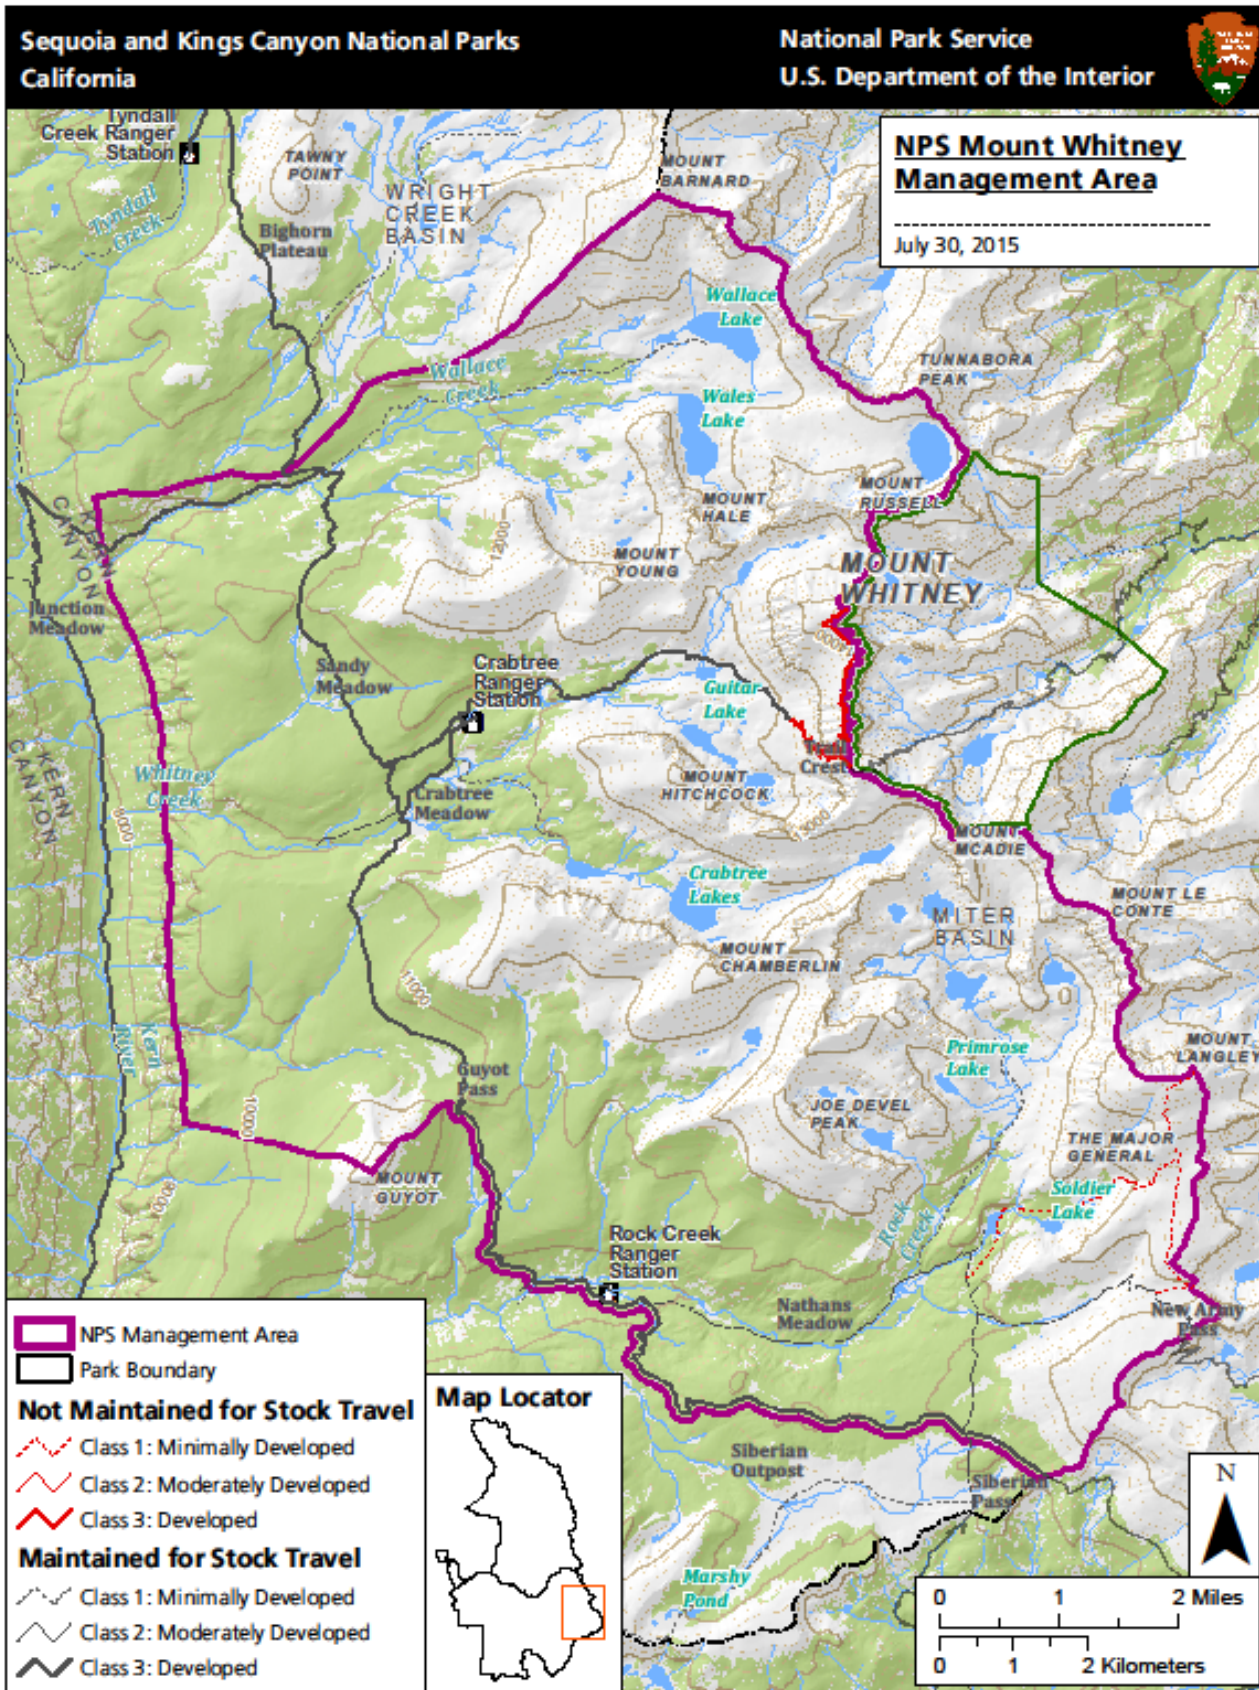 Sequoia and Kings Canyon National Parks
California
National Park Service
U.S. Department of the Interior
NPS Mount Whitney
Management Area
July 30, 2015
Tyndall
Creek Ranger
Station
TAWNY
POINT
MOUNT
BARNARD
WRIGHT
CREEK
BASIN
Tyndall
Creek
Bighorn
Plateau
Wallace
Lake
TUNNABORA
PEAK
Wallace
Creek
Wales
Lake
KERN
CANYON
MOUNT
HALE
MOUNT
RUSSELL
12000
MOUNT
YOUNG
MOUNT
WHITNEY
Junction
Meadow
Sandy
Meadow
Crabtree
Ranger
Station
Guitar
Lake
Trail
Crest
KERN
CANYON
Whitney
Creek
8000
Crabtree
Meadow
MOUNT
HITCHCOCK
13000
MOUNT
MCADIE
Crabtree
Lakes
MOUNT LE
CONTE
MITER
BASIN
MOUNT
CHAMBERLIN
11000
Kern
River
Guyot
Pass
Primrose
Lake
MOUNT
LANGLEY
10000
JOE DEVEL
PEAK
THE MAJOR
GENERAL
MOUNT
GUYOT
10000
Soldier
Lake
Rock
Creek
Rock Creek
Ranger
Station
Nathans
Meadow
New Army
Pass
Siberian
Outpost
Siberian
Pass
Marshy
Pond
NPS Management Area
Park Boundary
Not Maintained for Stock Travel
Class 1: Minimally Developed
Class 2: Moderately Developed
Class 3: Developed
Maintained for Stock Travel
Class 1: Minimally Developed
Class 2: Moderately Developed
Class 3: Developed
Map Locator
N
0 1 2 Miles
0 1 2 Kilometers